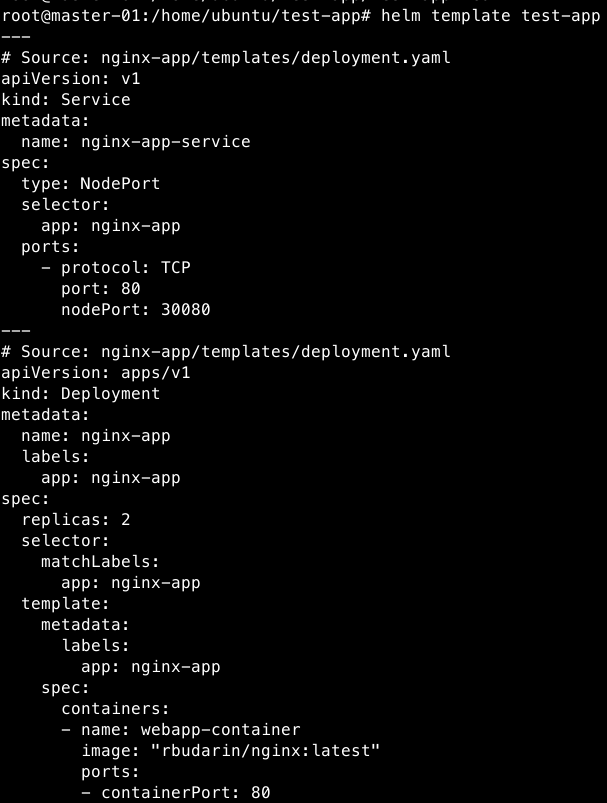 root@master-01:/home/ubuntu/test-app# helm template test-app
---
# Source: nginx-app/templates/deployment.yaml
apiVersion: v1
kind: Service
metadata:
  name: nginx-app-service
spec:
  type: NodePort
  selector:
    app: nginx-app
  ports:
    - protocol: TCP
      port: 80
      nodePort: 30080
---
# Source: nginx-app/templates/deployment.yaml
apiVersion: apps/v1
kind: Deployment
metadata:
  name: nginx-app
  labels:
    app: nginx-app
spec:
  replicas: 2
  selector:
    matchLabels:
      app: nginx-app
  template:
    metadata:
      labels:
        app: nginx-app
    spec:
      containers:
      - name: webapp-container
        image: "rbudarin/nginx:latest"
        ports:
        - containerPort: 80